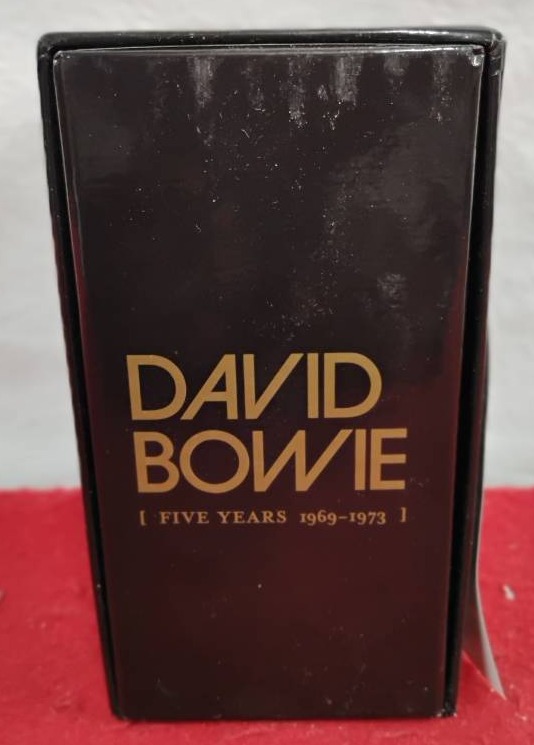 DAVID
BOWIE
[ FIVE YEARS 1969–1973 ]